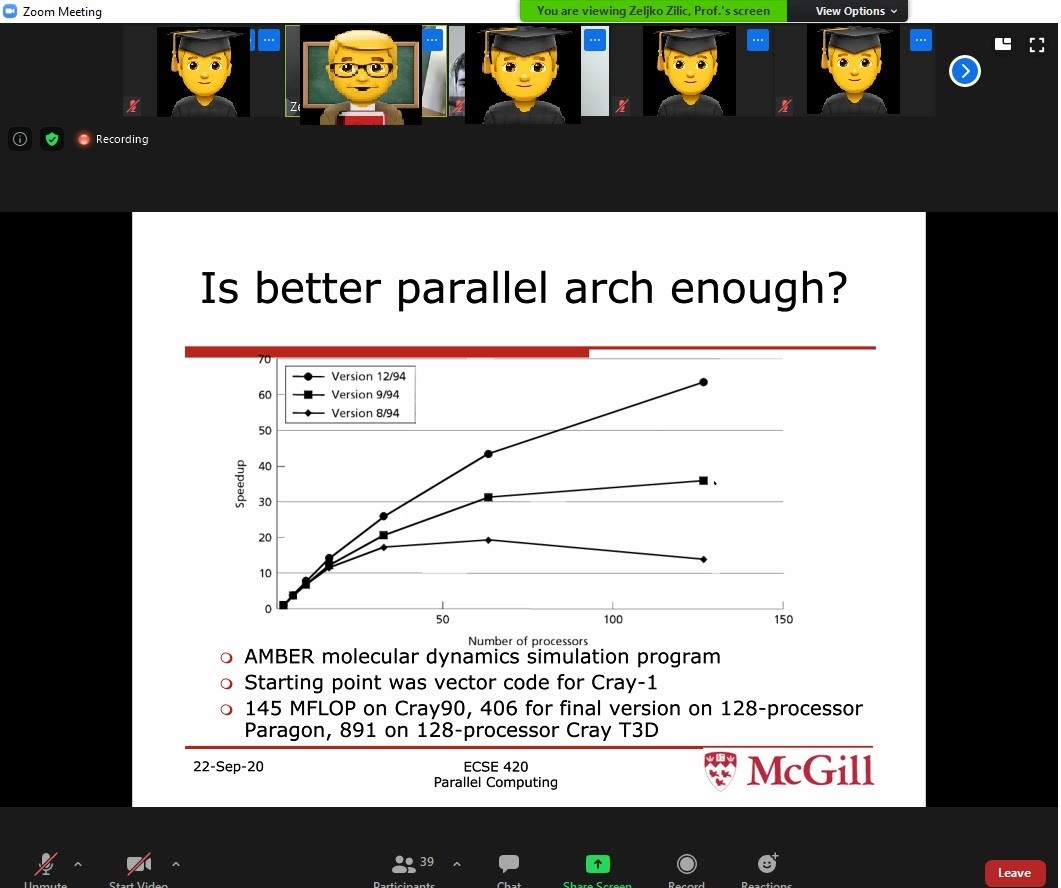 Zoom Meeting
You are viewing Zeljko Zilic, Prof.'s screen
View Options
Ze
Recording
Is better parallel arch enough?
70
60
50
40
30
20
10
0
Version 12/94
Version 9/94
Version 8/94
Speedup
50
100
150
Number of processors
AMBER molecular dynamics simulation program
Starting point was vector code for Cray-1
145 MFLOP on Cray90, 406 for final version on 128-processor
Paragon, 891 on 128-processor Cray T3D
22-Sep-20
ECSE 420
Parallel Computing
McGill
39
Unmute
Start Video
Participants
Chat
Share Screen
Record
Reactions
Leave